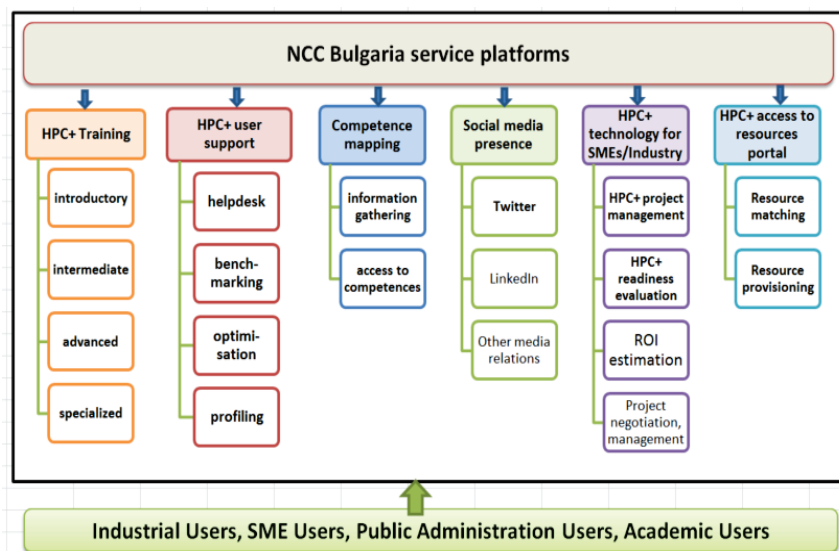 NCC Bulgaria service platforms
HPC+ Training
introductory
intermediate
advanced
specialized
HPC+ user
support
helpdesk
bench-
marking
optimi-
sation
profiling
Competence
mapping
information
gathering
access to
competences
Social media
presence
Twitter
LinkedIn
Other media
relations
HPC+
technology for
SMEs/Industry
HPC+ project
management
HPC+
readiness
evaluation
ROI
estimation
Project
negotiation,
management
HPC+ access to
resources
portal
Resource
matching
Resource
provisioning
Industrial Users, SME Users, Public Administration Users, Academic Users